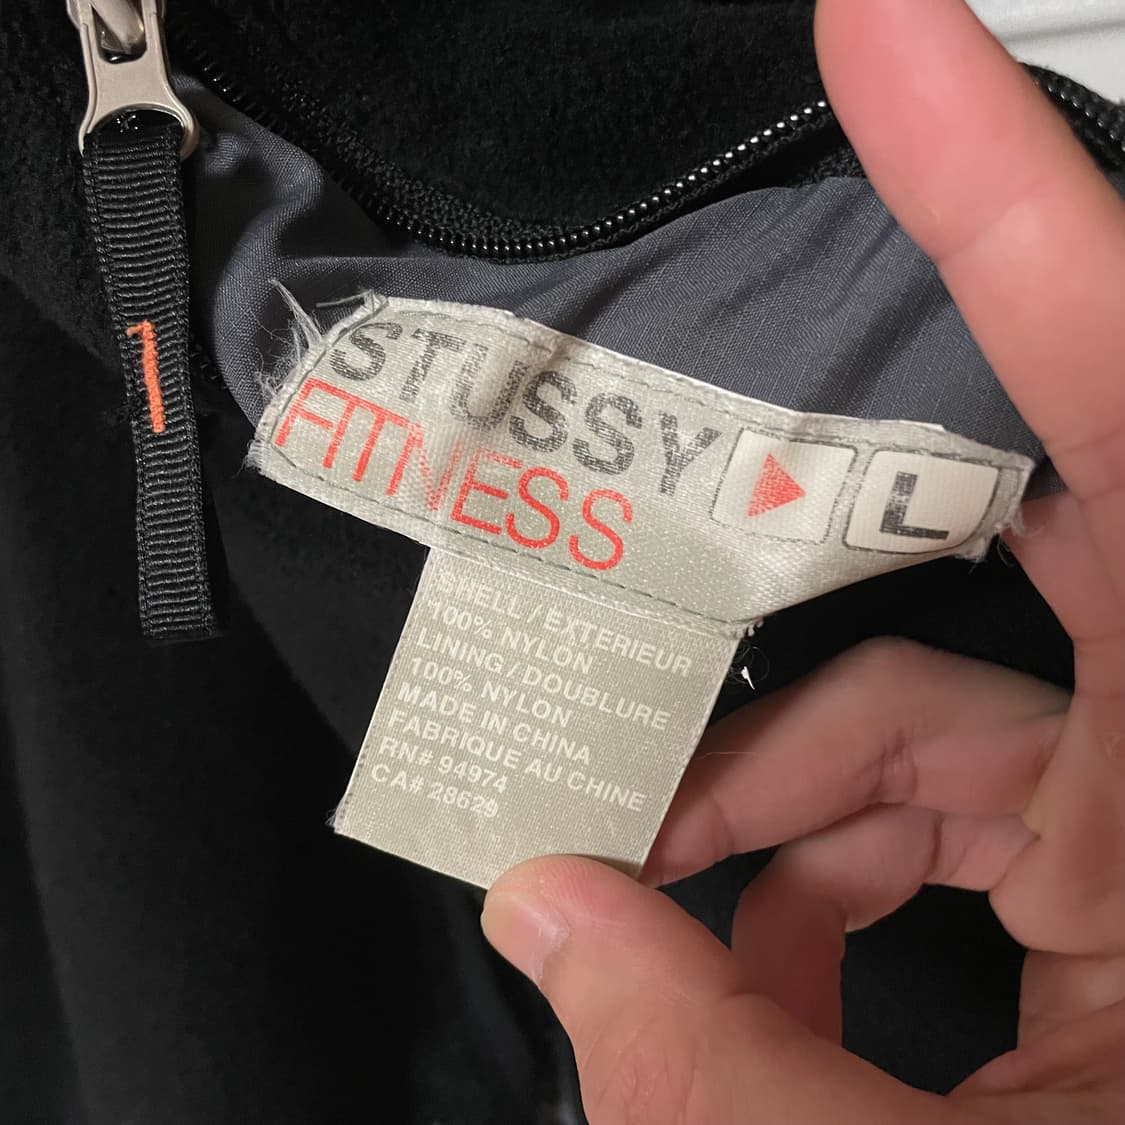 STUSSY
FITNESS
L
SHELL / EXTERIEUR
100% NYLON
LINING / DOUBLURE
100% NYLON
MADE IN CHINA
FABRIQUE AU CHINE
RN# 94974
CA# 28629